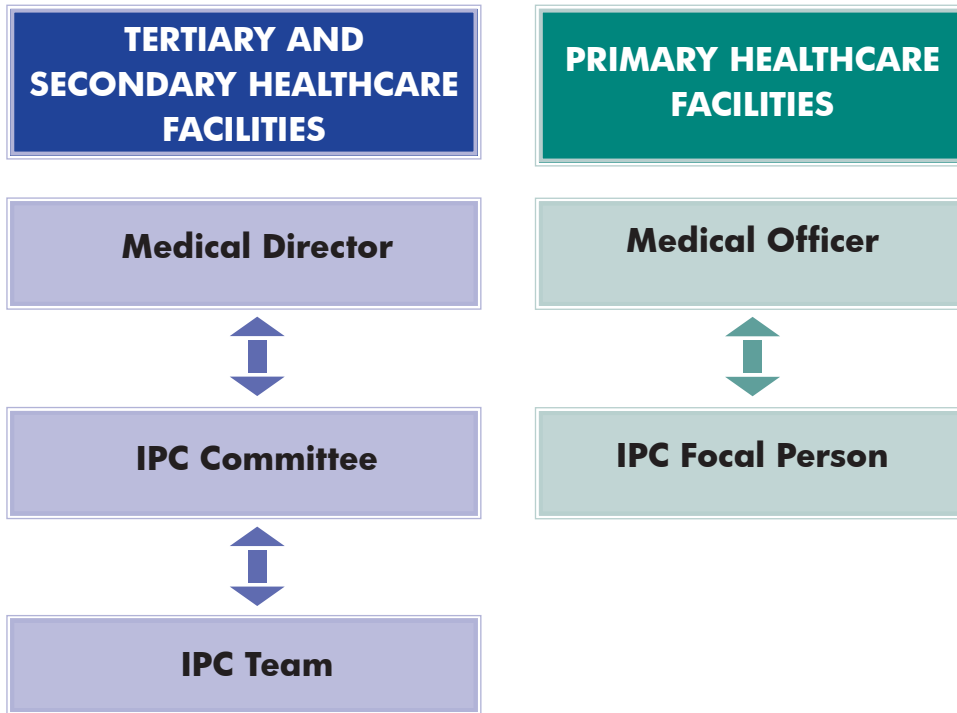 TERTIARY AND
SECONDARY HEALTHCARE
FACILITIES
Medical Director
IPC Committee
IPC Team
PRIMARY HEALTHCARE
FACILITIES
Medical Officer
IPC Focal Person